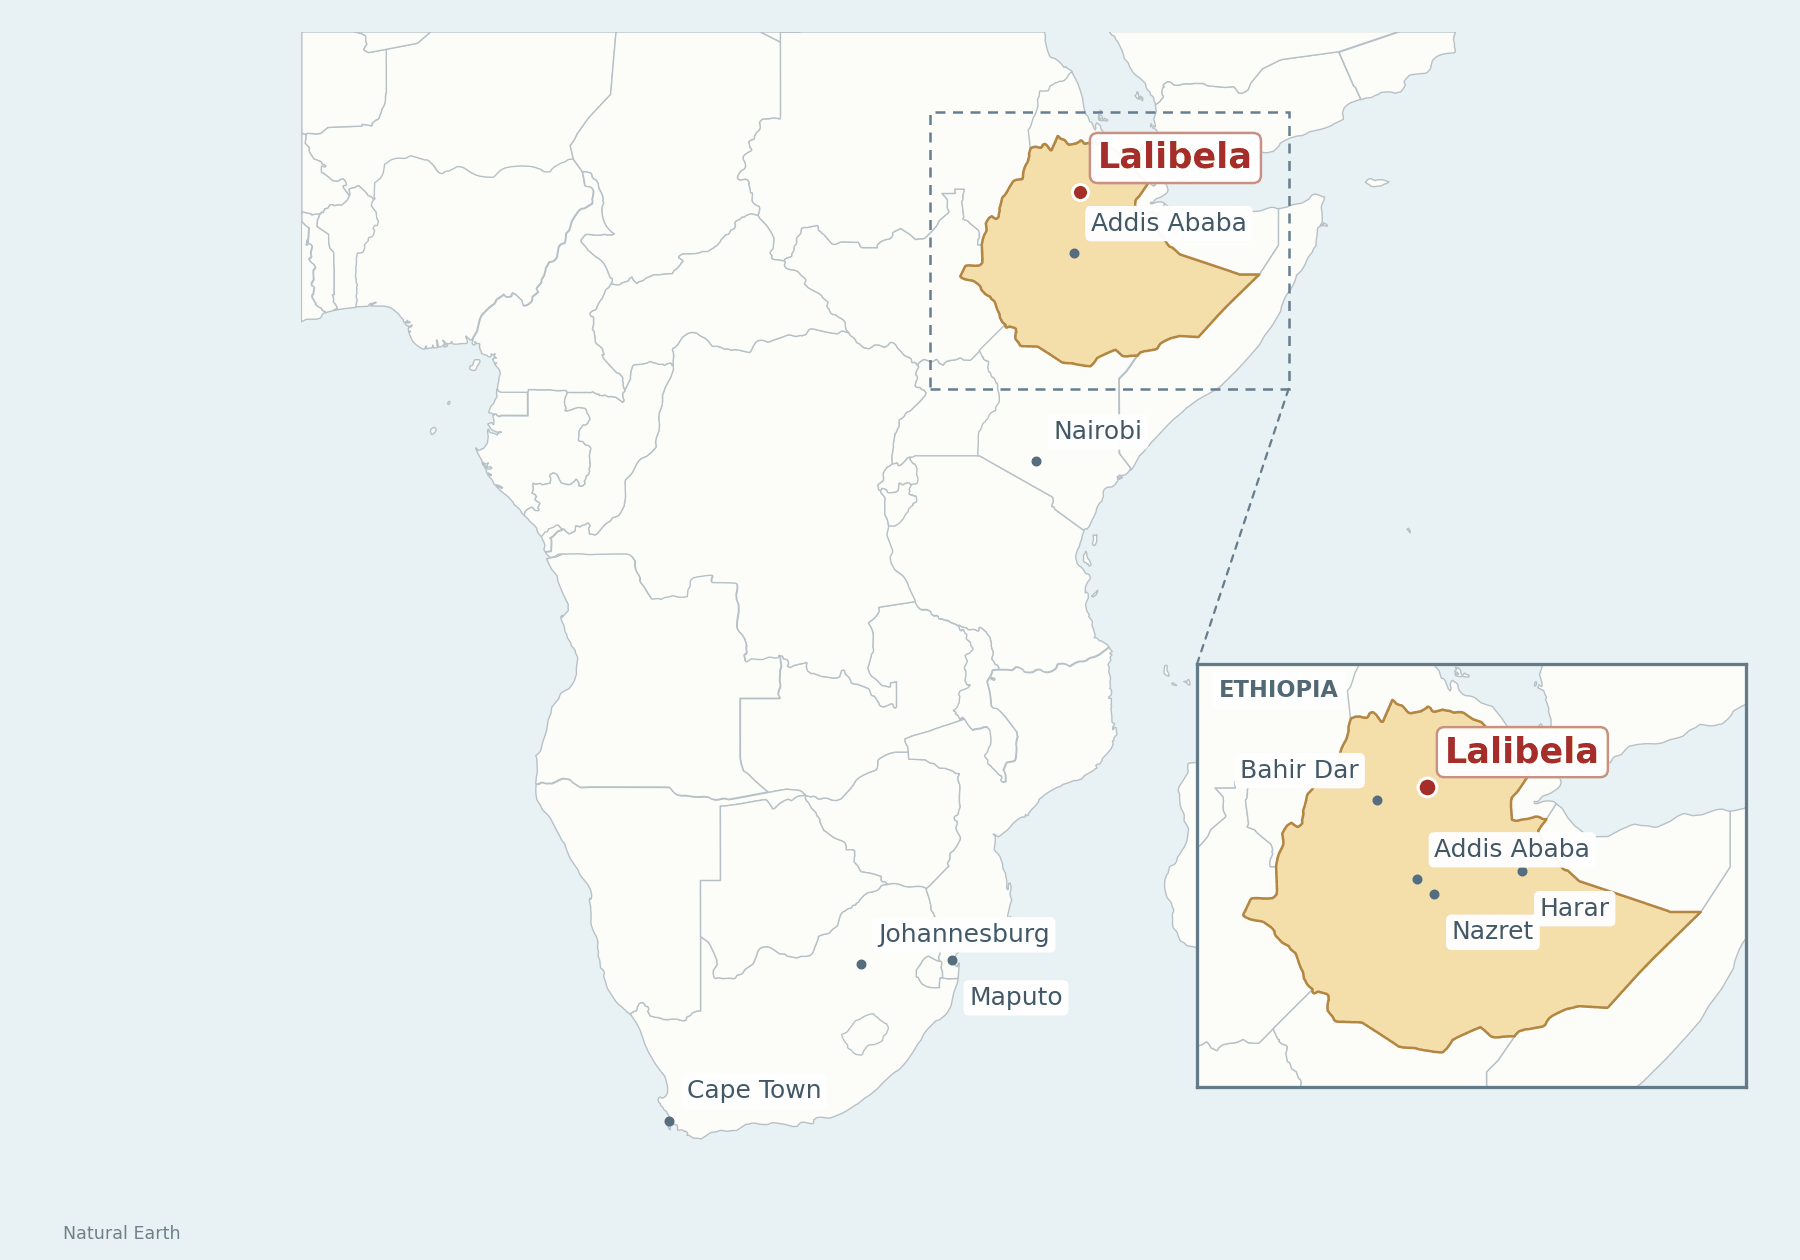 Lalibela
Addis Ababa
Nairobi
ETHIOPIA
Lalibela
Bahir Dar
Addis Ababa
Harar
Nazret
Johannesburg
Maputo
Cape Town
Natural Earth